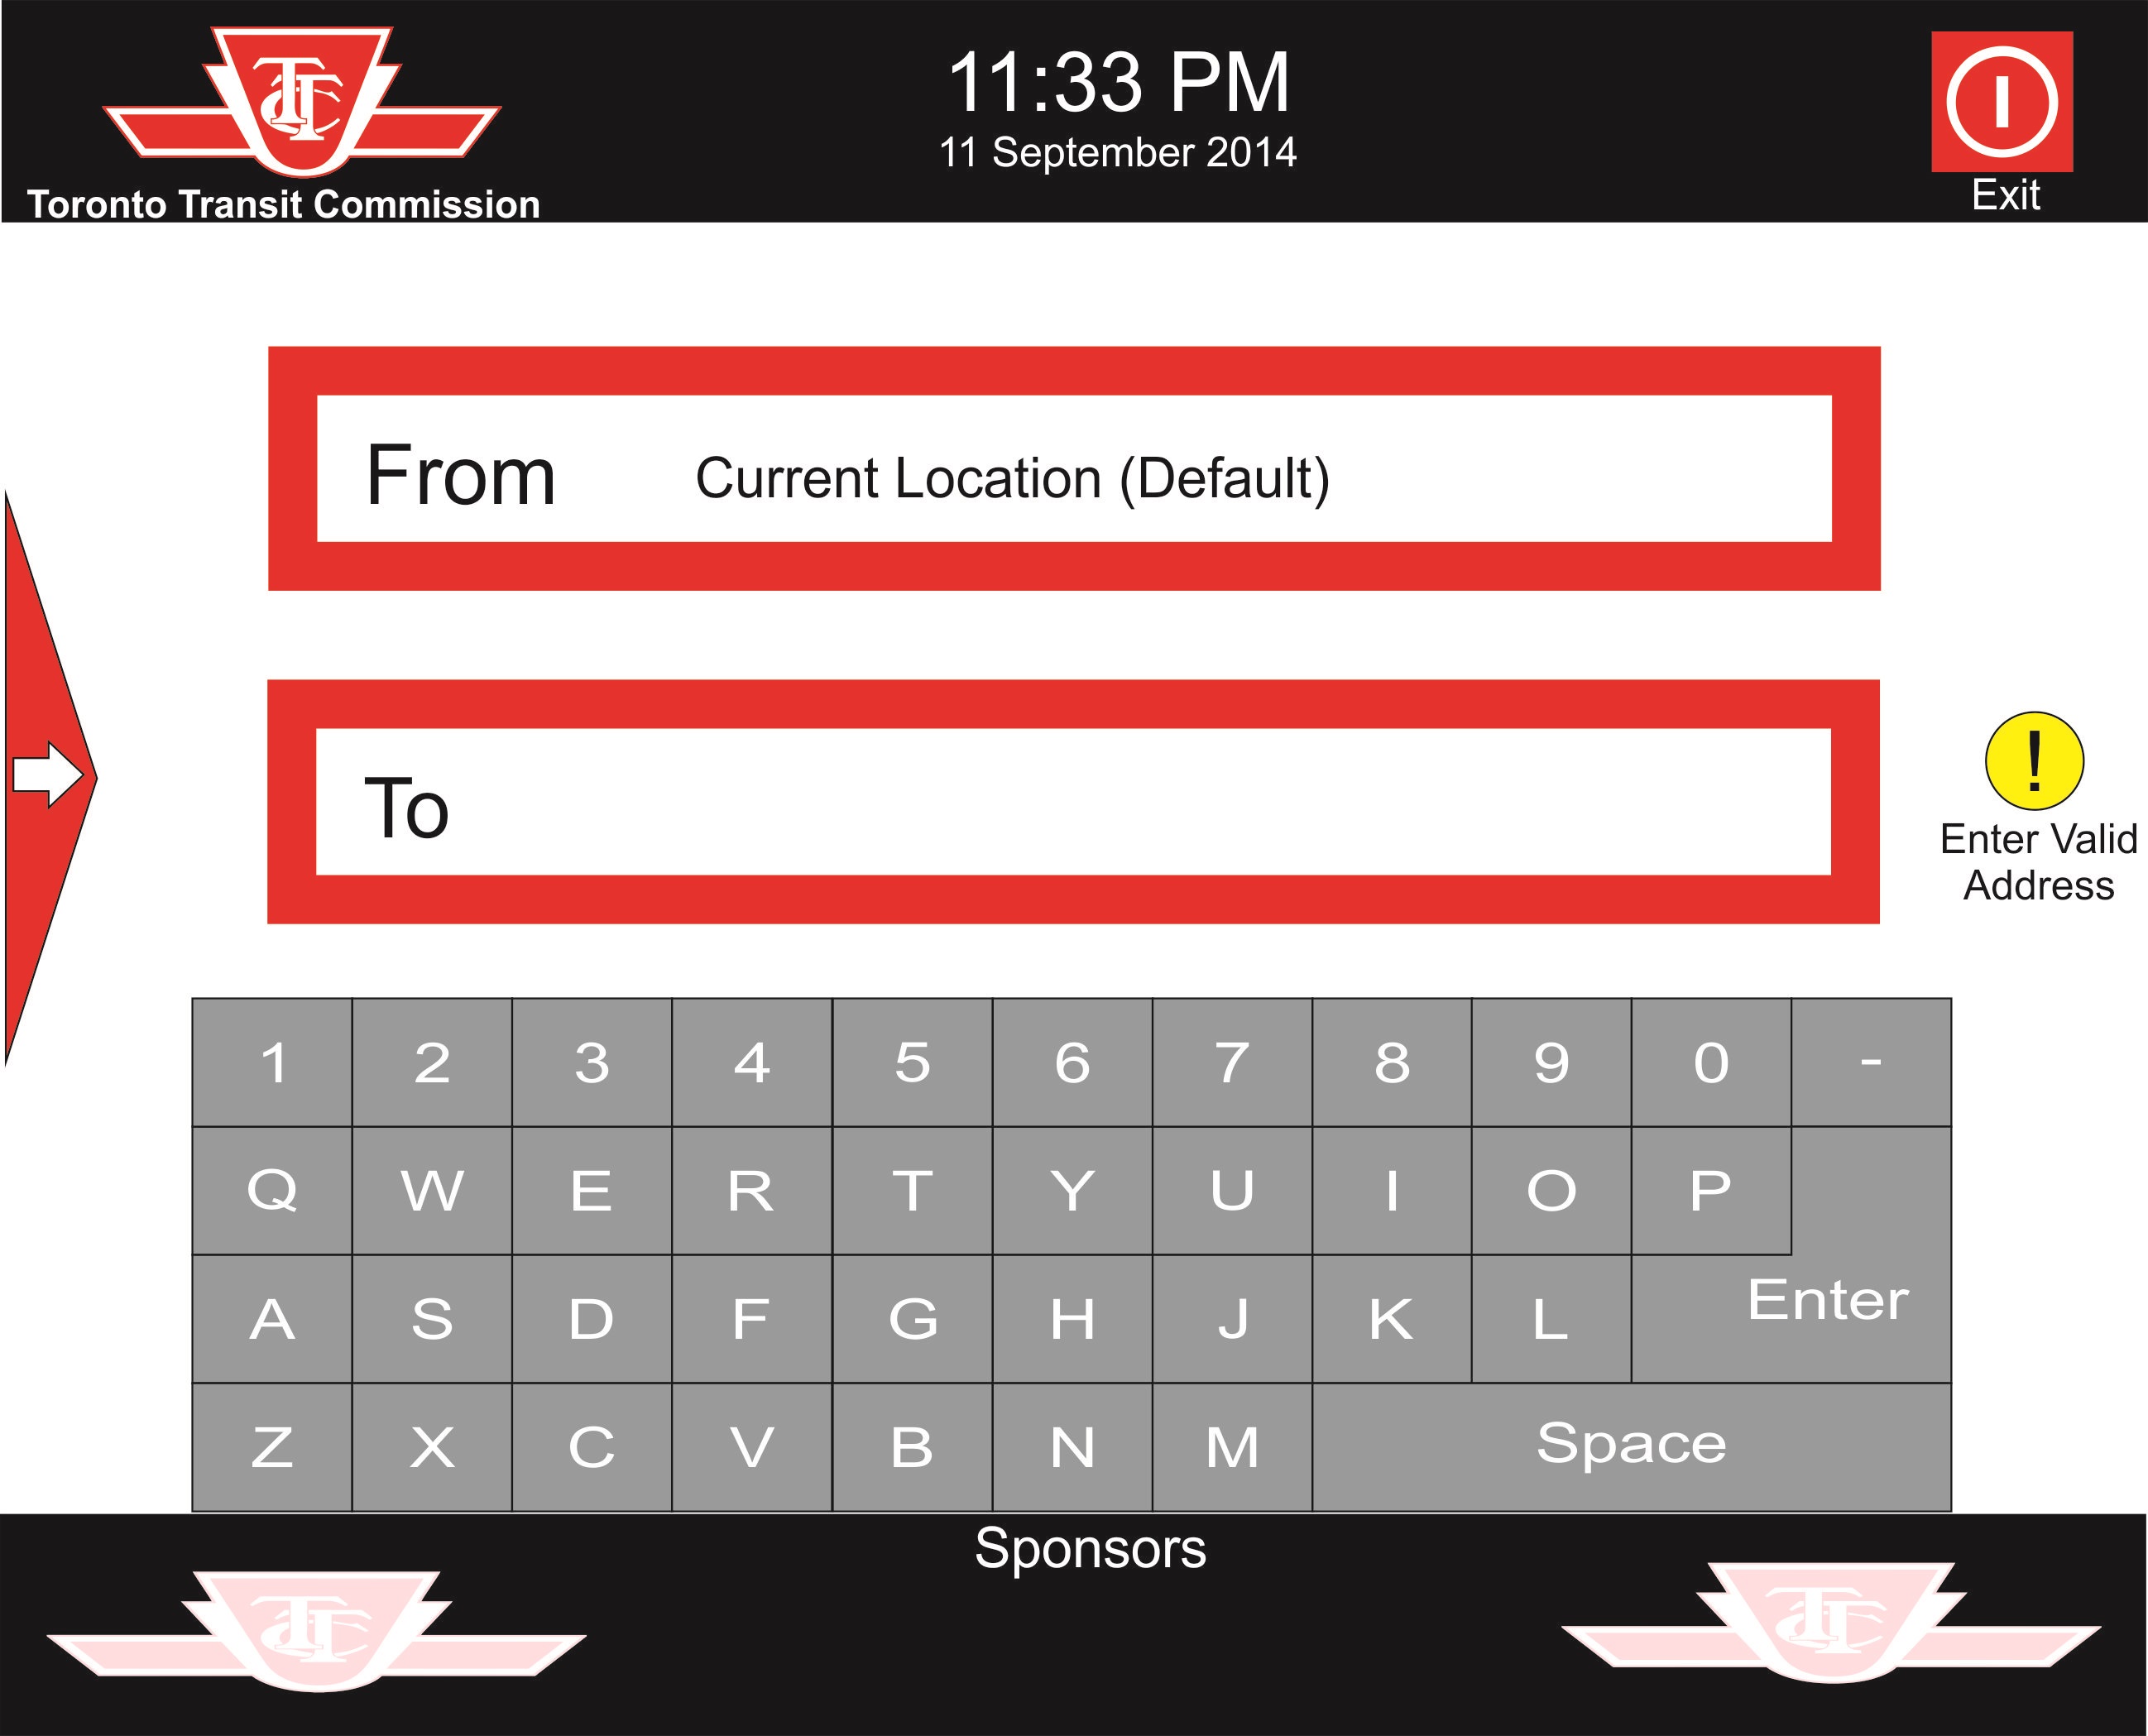 TTC
Toronto Transit Commission
11:33 PM
11 September 2014
Exit
From Current Location (Default)
To
!
Enter Valid
Address
1 2 3 4 5 6 7 8 9 0 -
Q W E R T Y U I O P
A S D F G H J K L Enter
Z X C V B N M Space
Sponsors
TTC
TTC